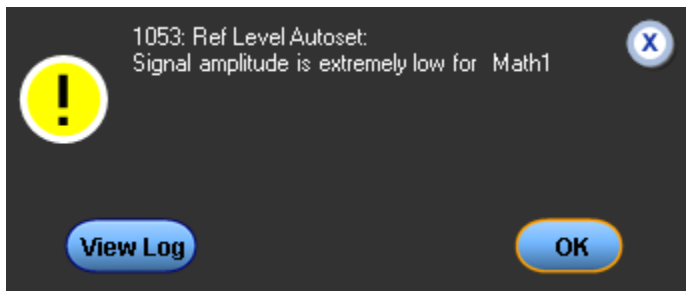 1053: Ref Level Autoset:
Signal amplitude is extremely low for Math1
X
!
View Log
OK